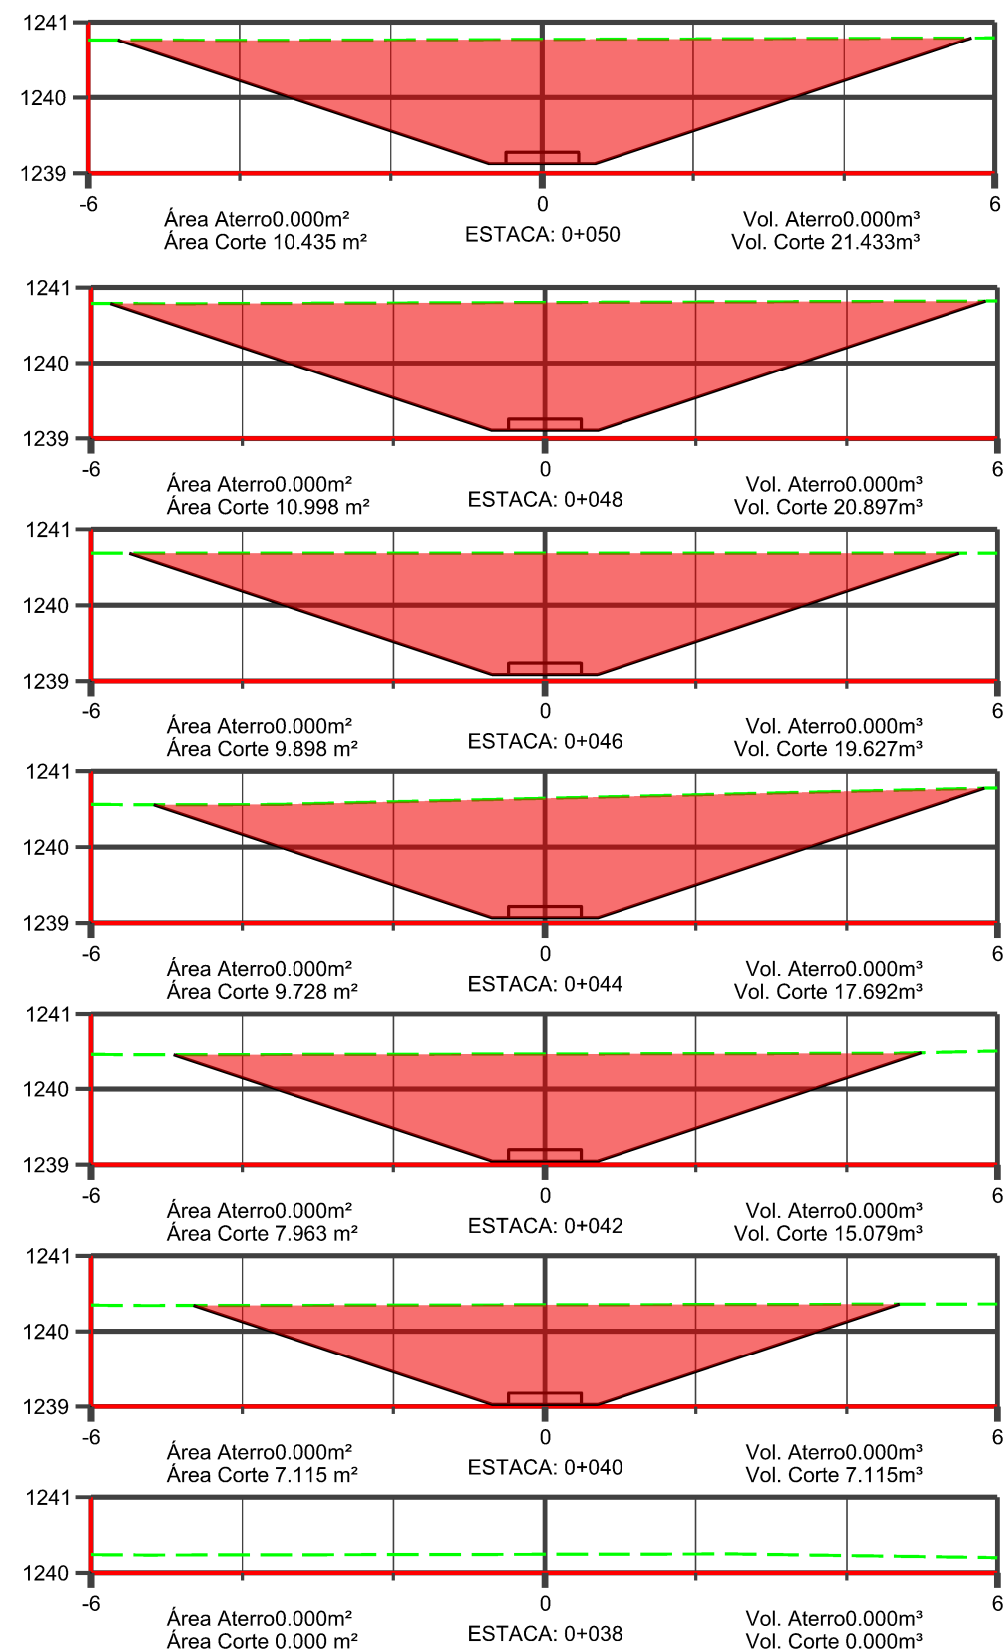 1241
1240
1239
-6 0 6
Área Aterro0.000m² Vol. Aterro0.000m³
Área Corte 10.435 m² ESTACA: 0+050 Vol. Corte 21.433m³
1241
1240
1239
-6 0 6
Área Aterro0.000m² Vol. Aterro0.000m³
Área Corte 10.998 m² ESTACA: 0+048 Vol. Corte 20.897m³
1241
1240
1239
-6 0 6
Área Aterro0.000m² Vol. Aterro0.000m³
Área Corte 9.898 m² ESTACA: 0+046 Vol. Corte 19.627m³
1241
1240
1239
-6 0 6
Área Aterro0.000m² Vol. Aterro0.000m³
Área Corte 9.728 m² ESTACA: 0+044 Vol. Corte 17.692m³
1241
1240
1239
-6 0 6
Área Aterro0.000m² Vol. Aterro0.000m³
Área Corte 7.963 m² ESTACA: 0+042 Vol. Corte 15.079m³
1241
1240
1239
-6 0 6
Área Aterro0.000m² Vol. Aterro0.000m³
Área Corte 7.115 m² ESTACA: 0+040 Vol. Corte 7.115m³
1241
1240
-6 0 6
Área Aterro0.000m² Vol. Aterro0.000m³
Área Corte 0.000 m² ESTACA: 0+038 Vol. Corte 0.000m³